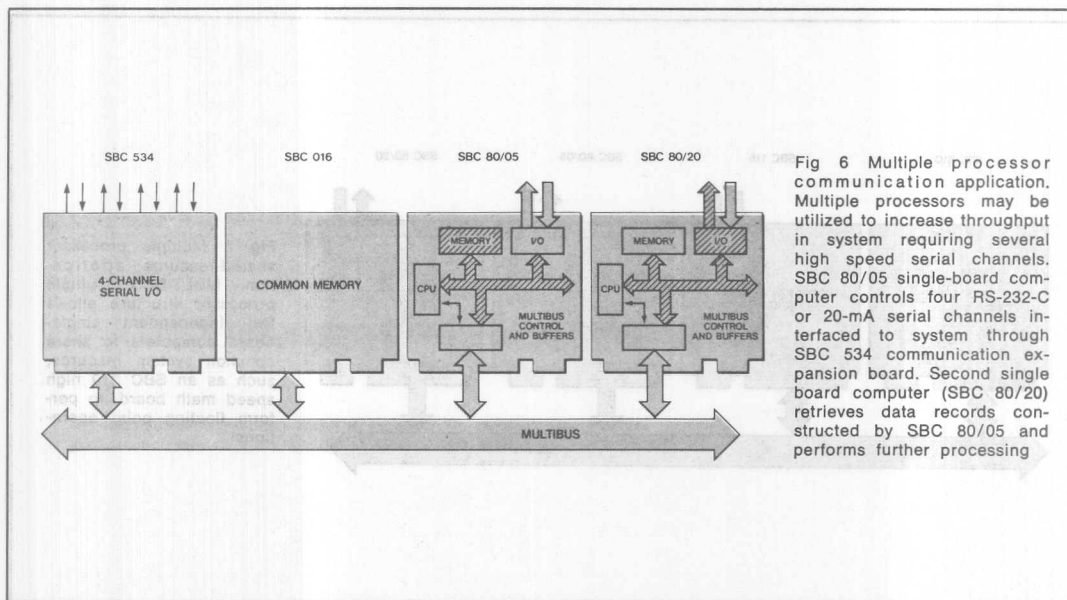 SBC 534
SBC 016
SBC 80/05
SBC 80/20
4-CHANNEL
SERIAL I/O
COMMON MEMORY
MEMORY
I/O
CPU
MULTIBUS
CONTROL
AND BUFFERS
MEMORY
I/O
CPU
MULTIBUS
CONTROL
AND BUFFERS
MULTIBUS
Fig 6 Multiple processor
communication application.
Multiple processors may be
utilized to increase throughput
in system requiring several
high speed serial channels.
SBC 80/05 single-board com-
puter controls four RS-232-C
or 20-mA serial channels in-
terfaced to system through
SBC 534 communication ex-
pansion board. Second single
board computer (SBC 80/20)
retrieves data records con-
structed by SBC 80/05 and
performs further processing